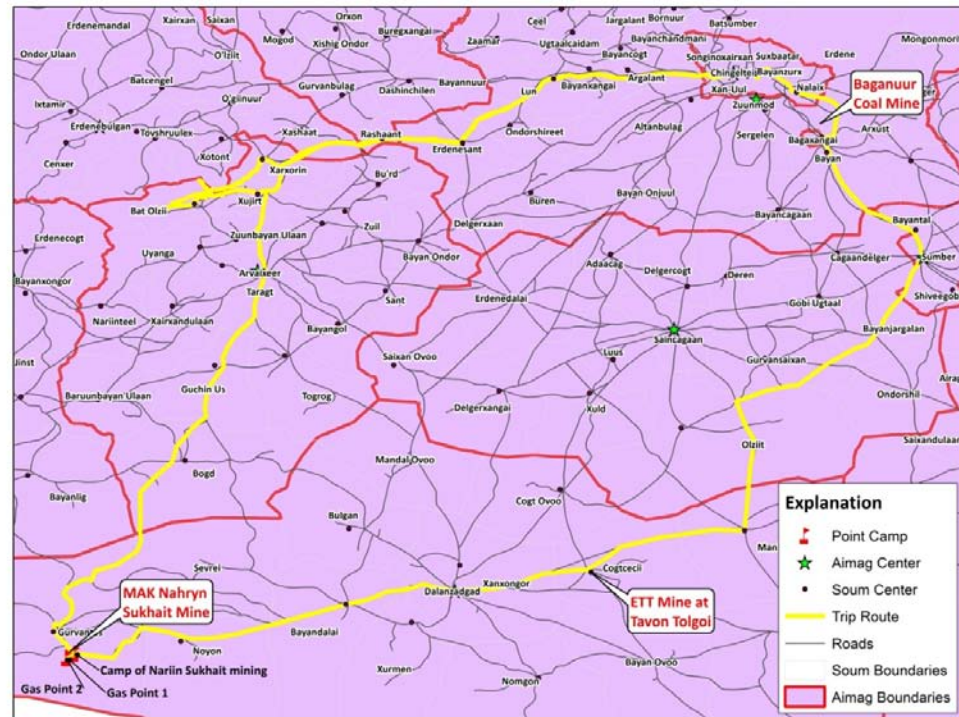 Erdenemandal
Xairxan
Saixan
Orxon
Ceel
Jargalant
Bornuur
Batsumber
Mogod
Xishig Ondor
Buregxangai
Zaamar
Ugtaalcaidam
Bayanchandmani
Bayancogt
Songinoxairxan
Suxbaatar
Erdene
Mongonmori
Ondor Ulaan
O'lziit
Batcengel
Gurvanbulag
Dashinchilen
Bayannuur
Lun
Bayanxangai
Argalant
Chingelteii
Bayanzurx
Nalaix
Baganuur
Coal Mine
Ixtamir
O'giinuur
Xan-Uul
Zuunmod
Erdenebulgan
Tovshruulex
Xashaat
Rashaant
Ondorshireet
Altanbulag
Sergelen
Bagaxangai
Arxust
Cenxer
Xotont
Erdenesant
Bayan
Xarxorin
Bu'rd
Bat Olzii
Xujirt
Buren
Bayan Onjuul
Delgerxaan
Bayancagaan
Bayantal
Erdenecogt
Zuunbayan Ulaan
Zuil
Uyanga
Bayan Ondor
Adaacag
Delgercogt
Deren
Cagaandelger
Sumber
Bayanxongor
Arvaixeer
Taragt
Sant
Erdenedalai
Gobi Ugtaal
Shiveegob
Nariinteel
Xairxandulaan
Bayangol
Saincagaan
Bayanjargalan
Jinst
Saixan Ovoo
Luus
Gurvansaixan
Airag
Baruunbayan Ulaan
Guchin Us
Togrog
Delgerxangai
Xuld
Ondorshil
Olziit
Saixandulaan
Mandal Ovoo
Bogd
Bayanlig
Cogt Ovoo
Bulgan
Man
Sevrei
Cogtcecii
Xanxongor
Dalanzadgad
MAK Nahryn
Sukhait Mine
ETT Mine at
Tavon Tolgoi
Bayandalai
Noyon
Camp of Nariin Sukhait mining
Gas Point 2
Gas Point 1
Xurmen
Nomgon
Bayan Ovoo
Explanation
Point Camp
Aimag Center
Soum Center
Trip Route
Roads
Soum Boundaries
Aimag Boundaries